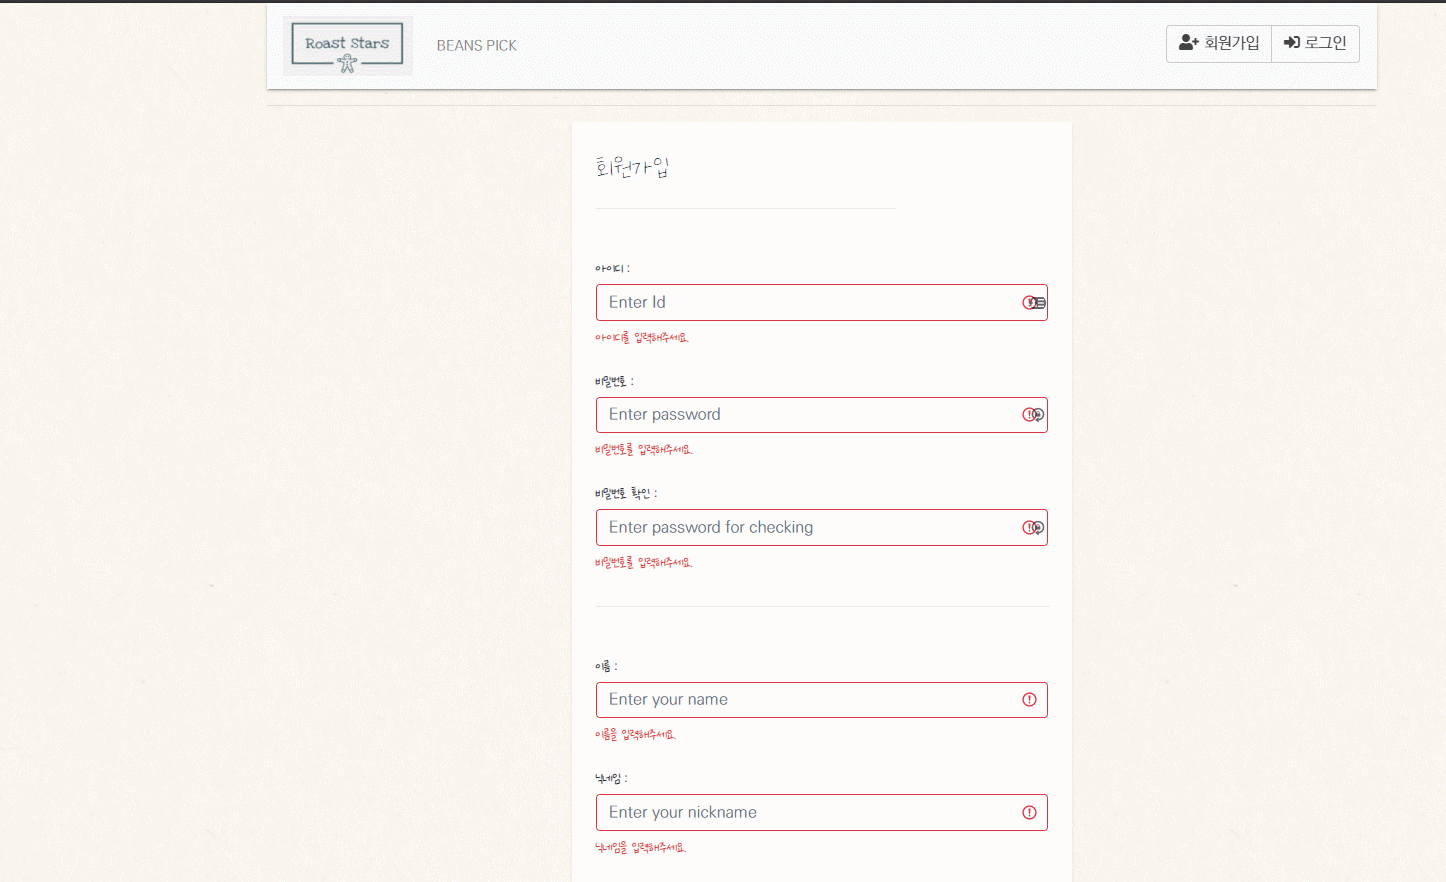 Roast Stars
BEANS PICK
회원가입
로그인
회원가입
아이디 :
Enter Id
아이디를 입력해주세요.
비밀번호 :
Enter password
비밀번호를 입력해주세요.
비밀번호 확인 :
Enter password for checking
비밀번호를 입력해주세요.
이름 :
Enter your name
이름을 입력해주세요.
닉네임 :
Enter your nickname
닉네임을 입력해주세요.